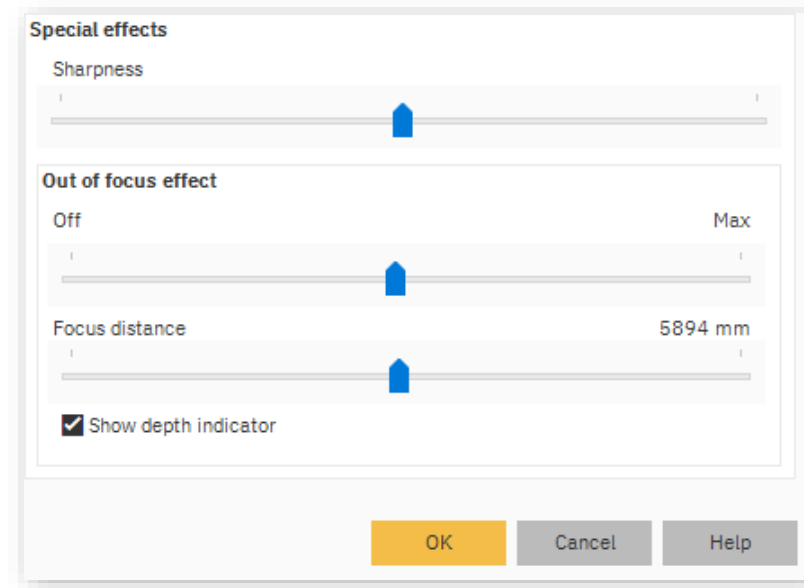 Special effects
Sharpness
Out of focus effect
Off Max
Focus distance 5894 mm
Show depth indicator
OK Cancel Help